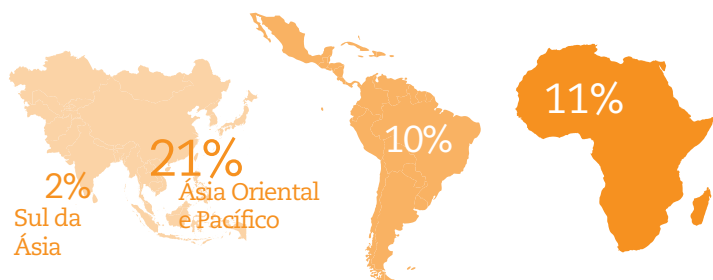 21%
Ásia Oriental
e Pacífico
2%
Sul da
Ásia
10%
11%